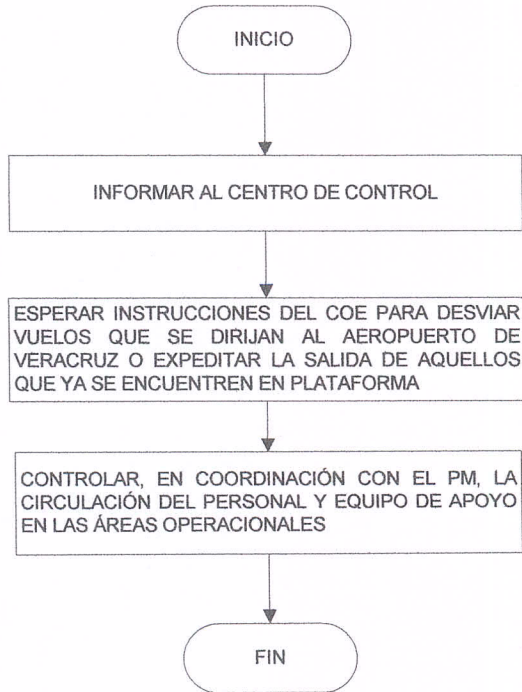 INICIO
INFORMAR AL CENTRO DE CONTROL
ESPERAR INSTRUCCIONES DEL COE PARA DESVIAR
VUELOS QUE SE DIRIJAN AL AEROPUERTO DE
VERACRUZ O EXPEDITAR LA SALIDA DE AQUELLOS
QUE YA SE ENCUENTREN EN PLATAFORMA
CONTROLAR, EN COORDINACIÓN CON EL PM, LA
CIRCULACIÓN DEL PERSONAL Y EQUIPO DE APOYO
EN LAS ÁREAS OPERACIONALES
FIN